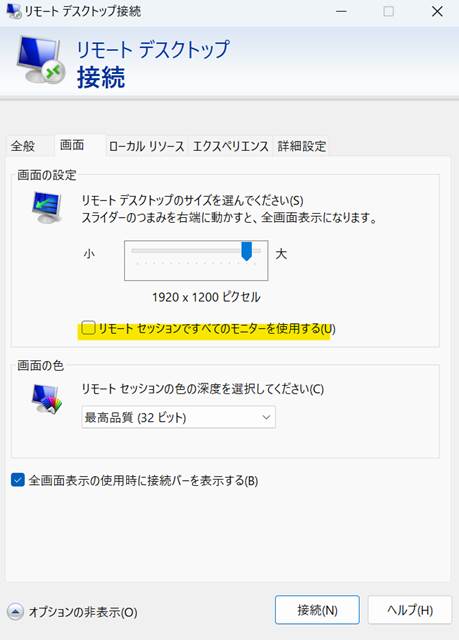 リモート デスクトップ接続
リモート デスクトップ
接続
全般 画面 ローカル リソース エクスペリエンス 詳細設定
画面の設定
リモート デスクトップのサイズを選んでください(S)
スライダーのつまみを右端に動かすと、全画面表示になります。
小 大
1920 x 1200 ピクセル
リモート セッションですべてのモニターを使用する(U)
画面の色
リモート セッションの色の深度を選択してください(C)
最高品質 (32 ビット)
全画面表示の使用時に接続バーを表示する(B)
オプションの非表示(O) 接続(N) ヘルプ(H)